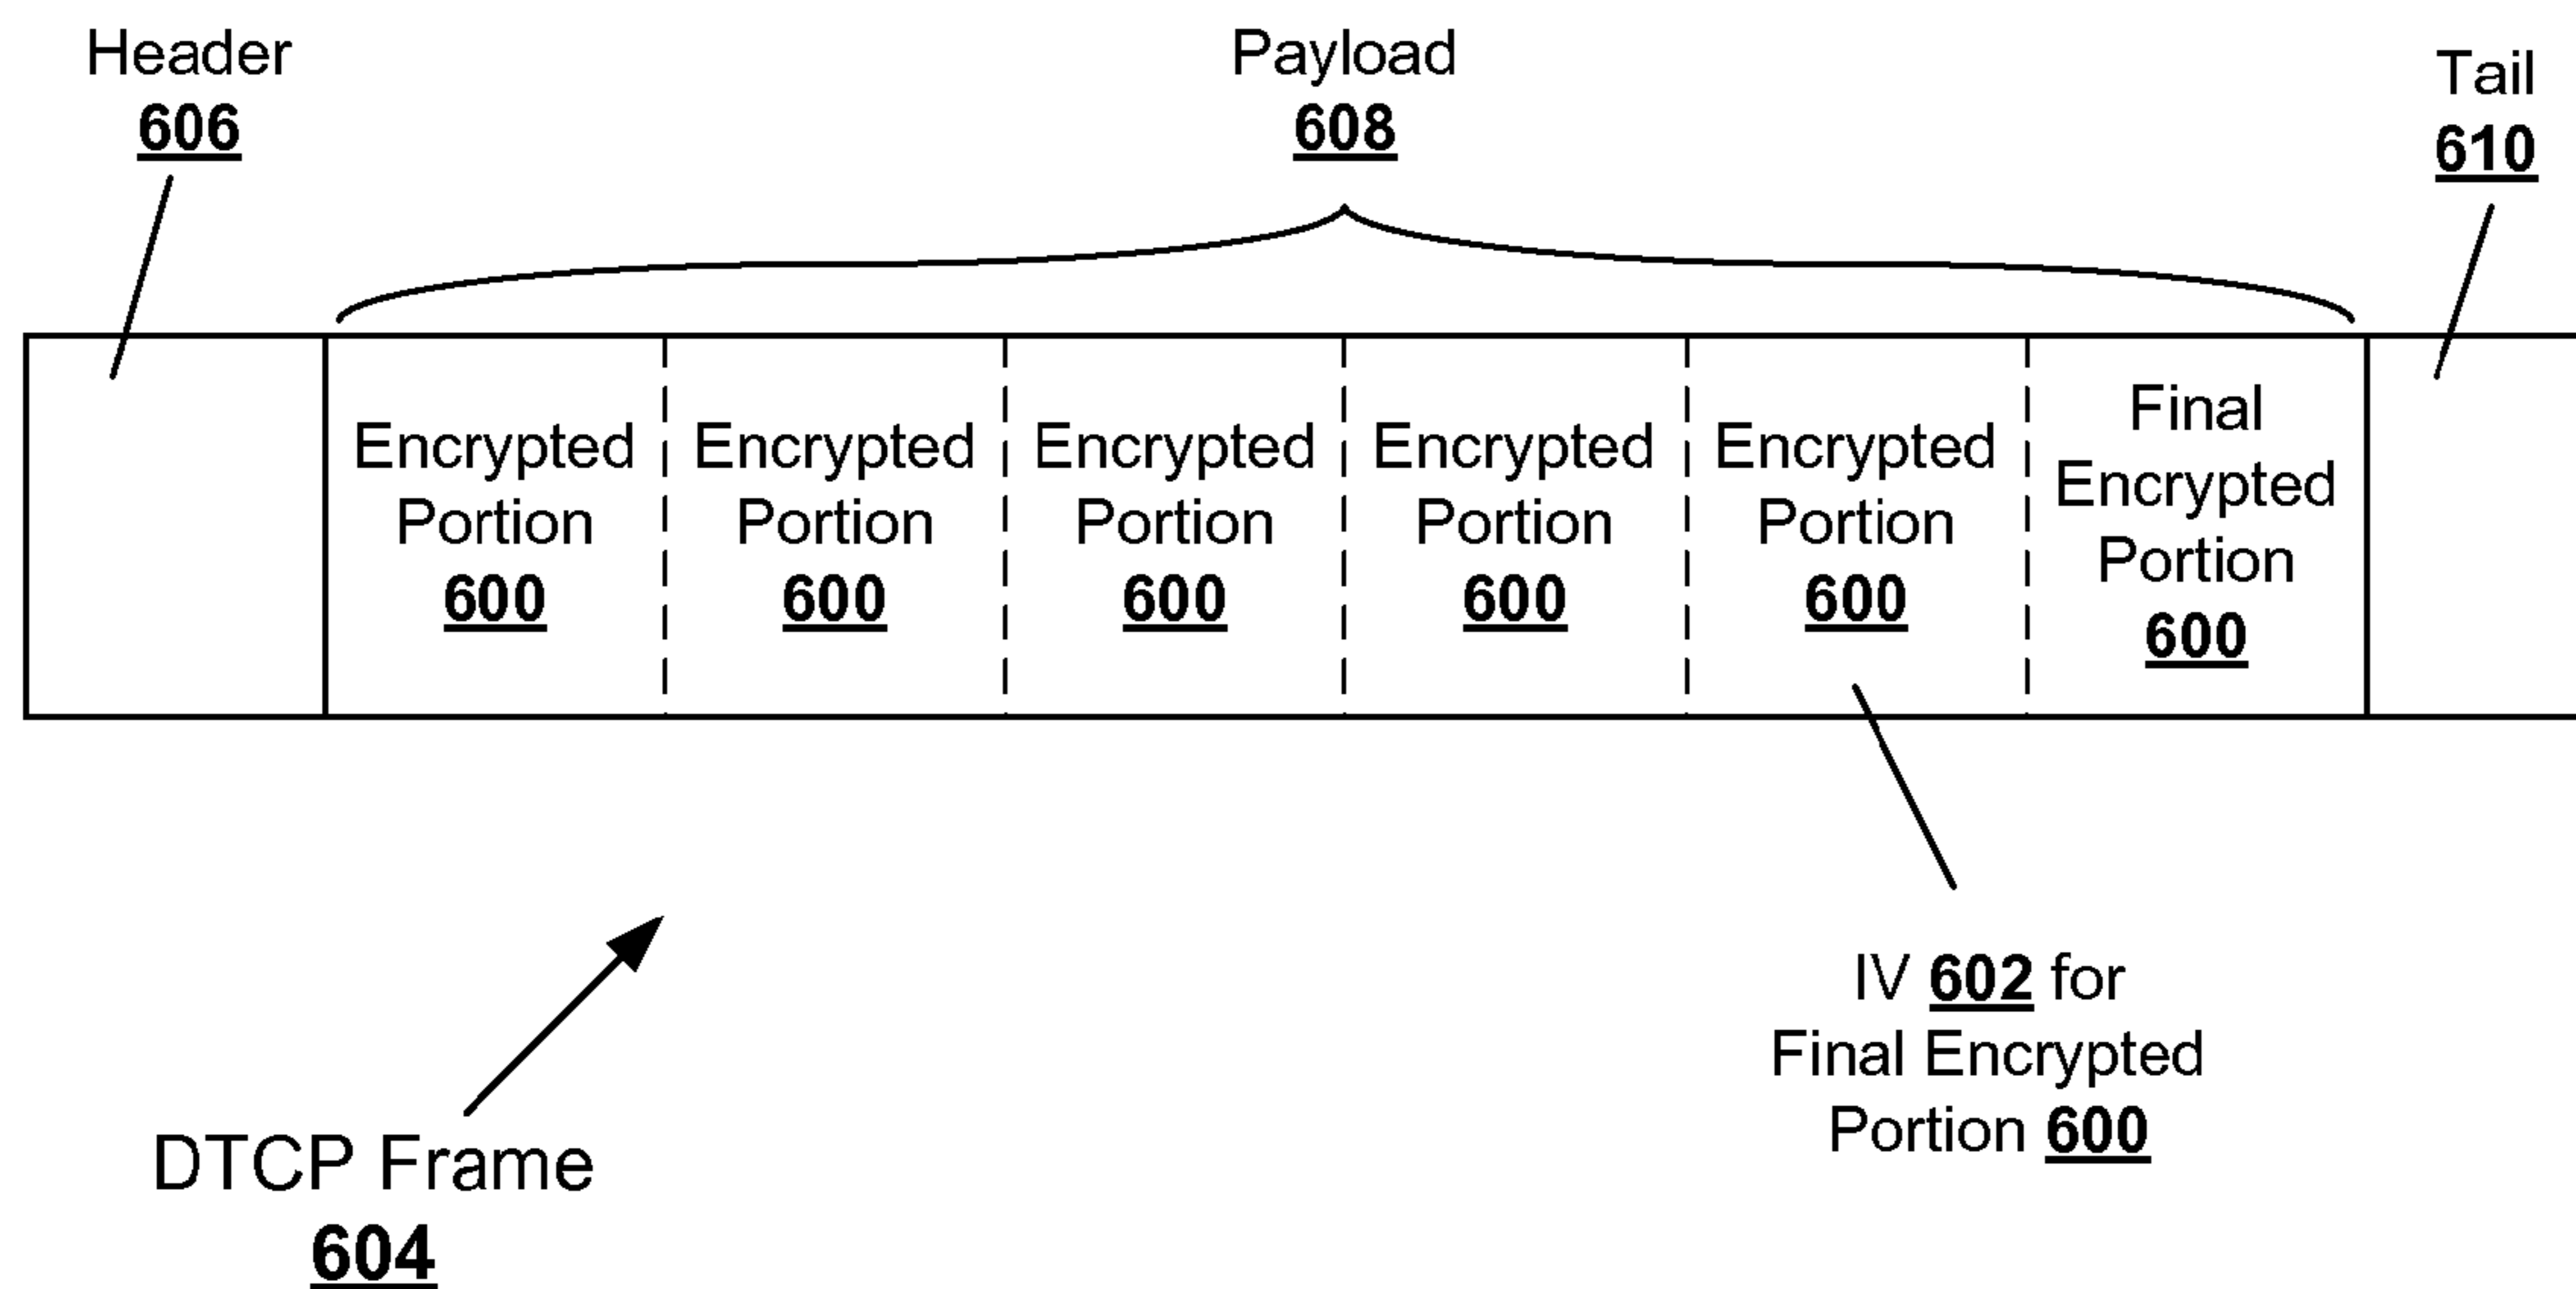 Header
606
Payload
608
Tail
610
Encrypted
Portion
600
Encrypted
Portion
600
Encrypted
Portion
600
Encrypted
Portion
600
Encrypted
Portion
600
Final
Encrypted
Portion
600
IV 602 for
Final Encrypted
Portion 600
DTCP Frame
604